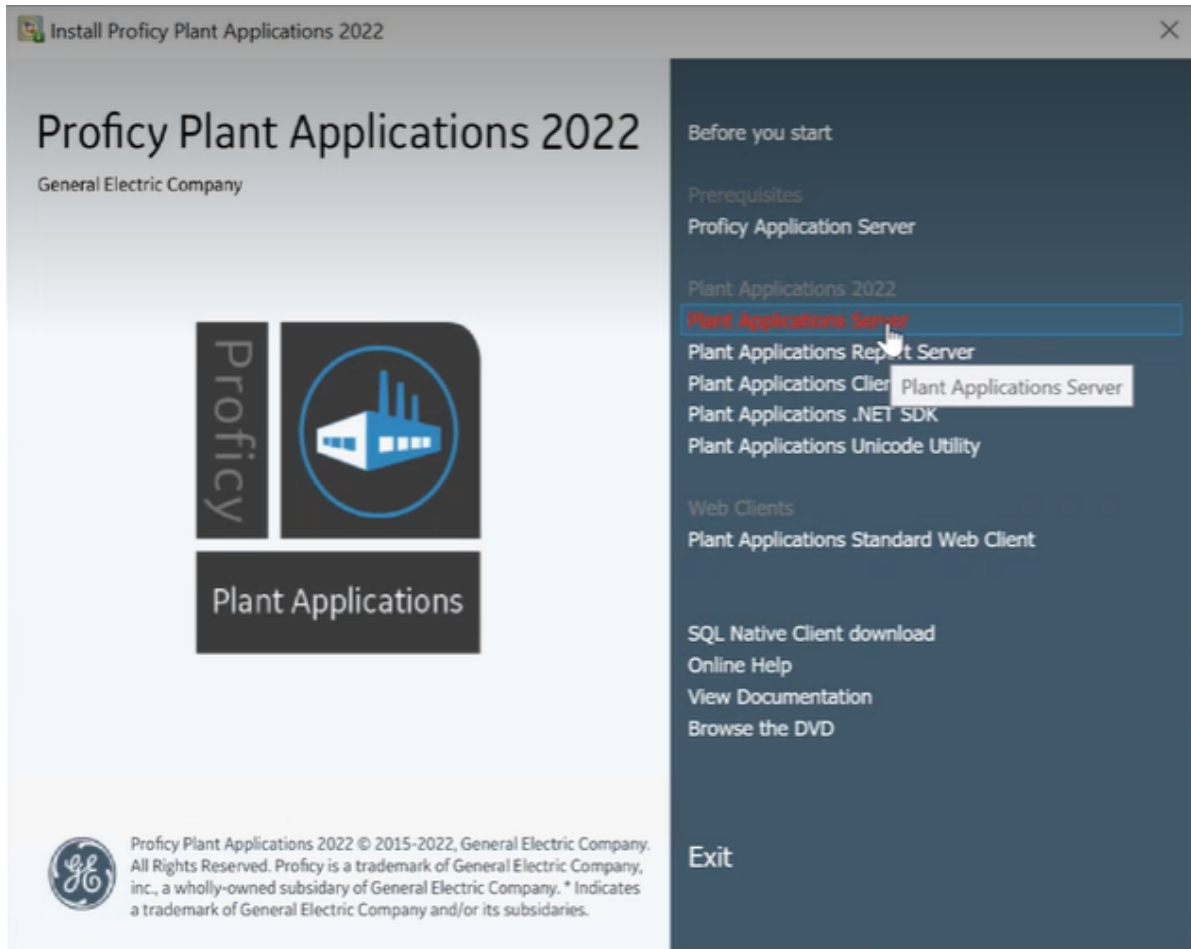 Install Proficy Plant Applications 2022
Proficy Plant Applications 2022
General Electric Company
Proficy
Plant Applications
Proficy Plant Applications 2022 © 2015-2022, General Electric Company.
All Rights Reserved. Proficy is a trademark of General Electric Company,
inc., a wholly-owned subsidary of General Electric Company. * Indicates
a trademark of General Electric Company and/or its subsidaries.
Before you start
Prerequisites
Proficy Application Server
Plant Applications 2022
Plant Applications Server
Plant Applications Report Server
Plant Applications
Plant Applications Server
Plant Applications .NET SDK
Plant Applications Unicode Utility
Web Clients
Plant Applications Standard Web Client
SQL Native Client download
Online Help
View Documentation
Browse the DVD
Exit